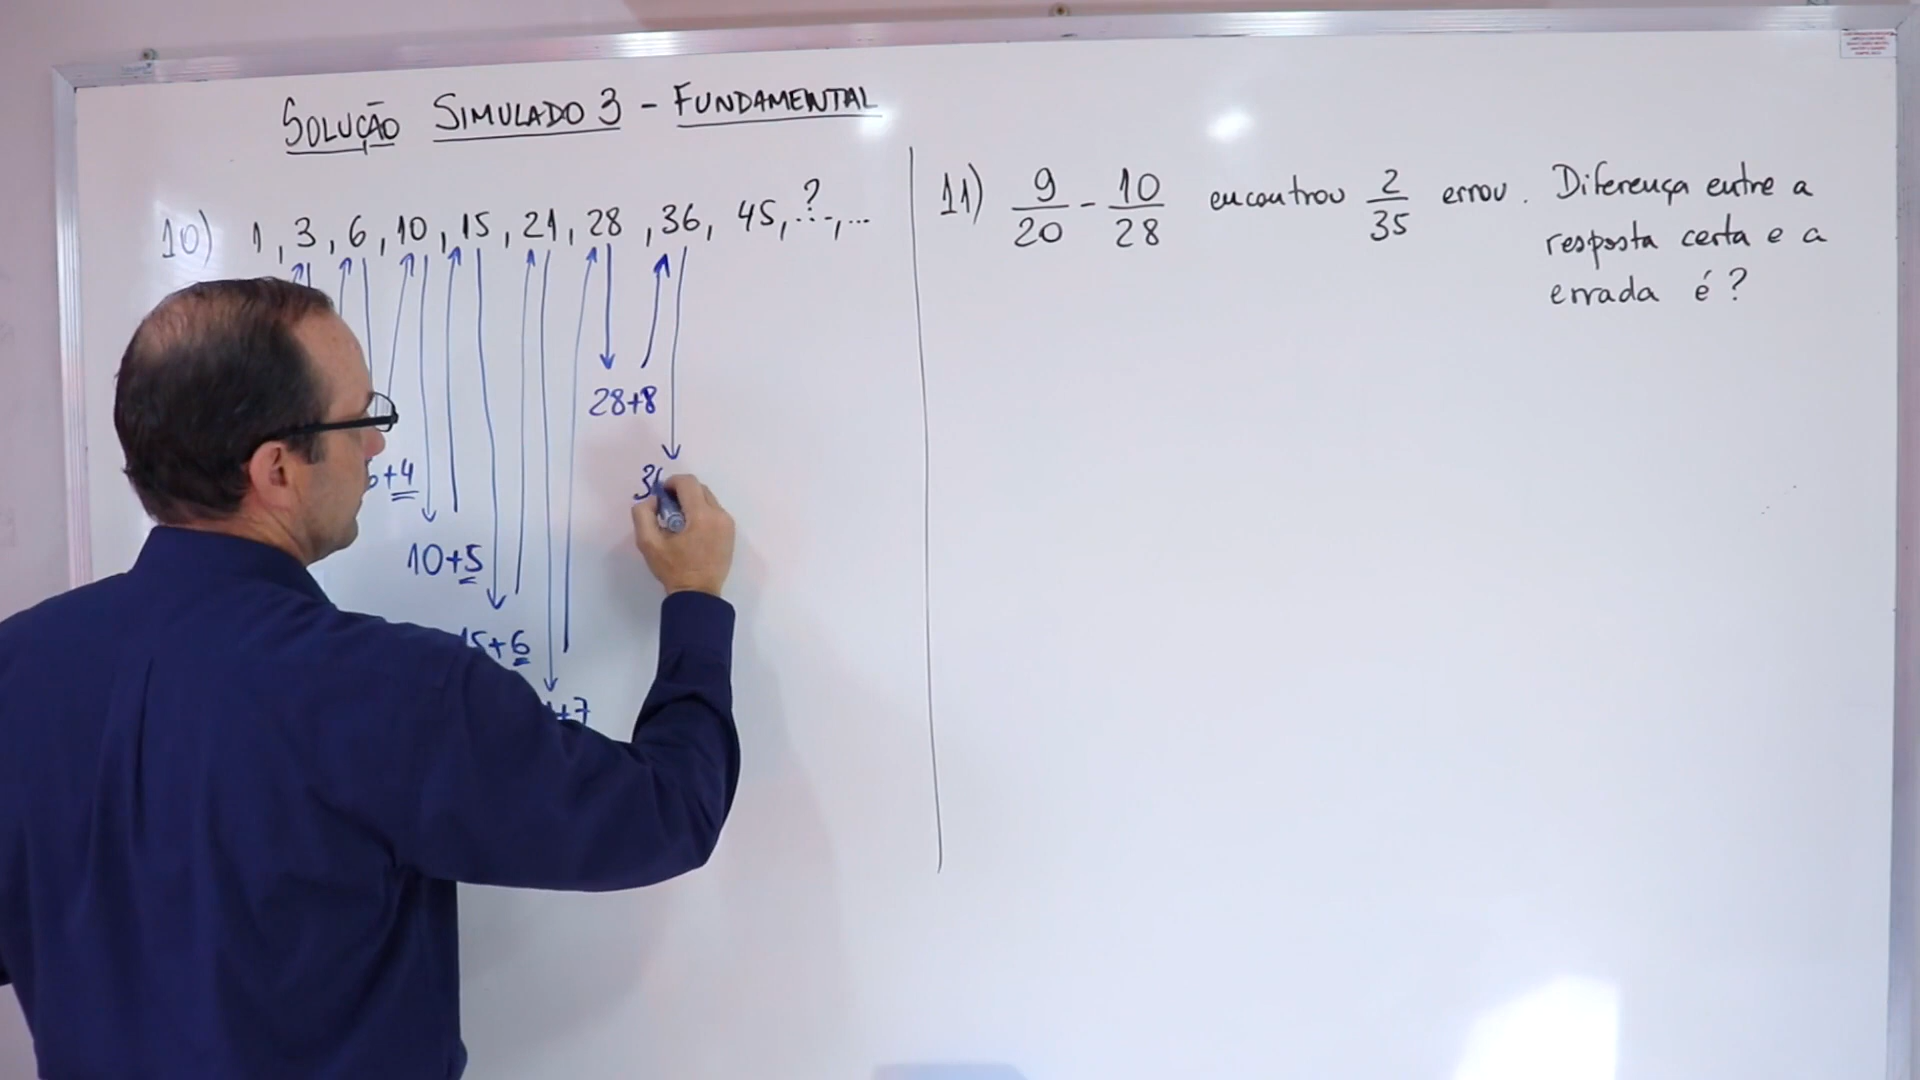 SOLUÇÃO SIMULADO 3 - FUNDAMENTAL
10) 1, 3, 6, 10, 15, 21, 28, 36, 45, ?, ...
28+8
+4
10+5
+6
+7
11) 9/20 - 10/28 encontrou 2/35 errou. Diferença entre a
resposta certa e a
errada é?